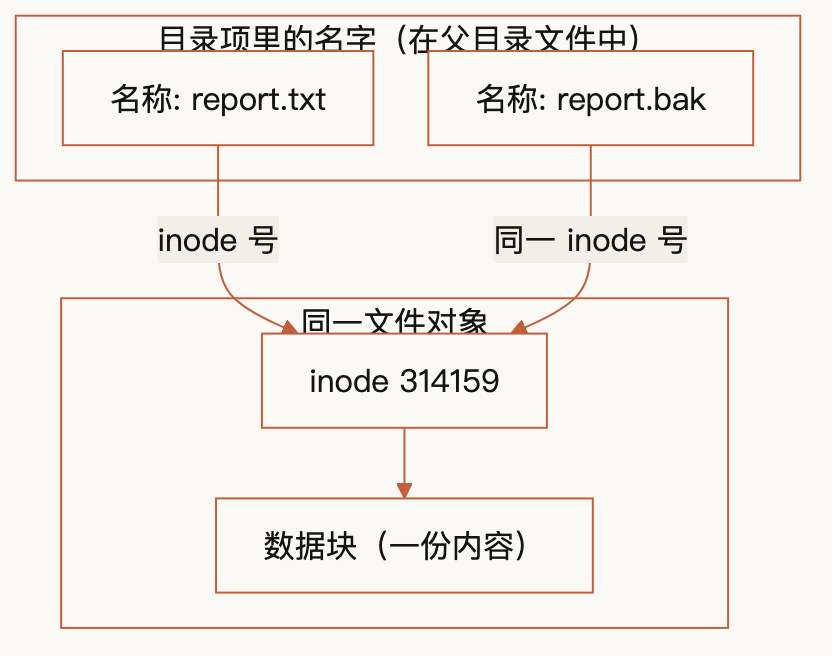 目录项里的名字（在父目录文件中）
名称: report.txt
名称: report.bak
inode 号
同一 inode 号
同一文件对象
inode 314159
数据块（一份内容）